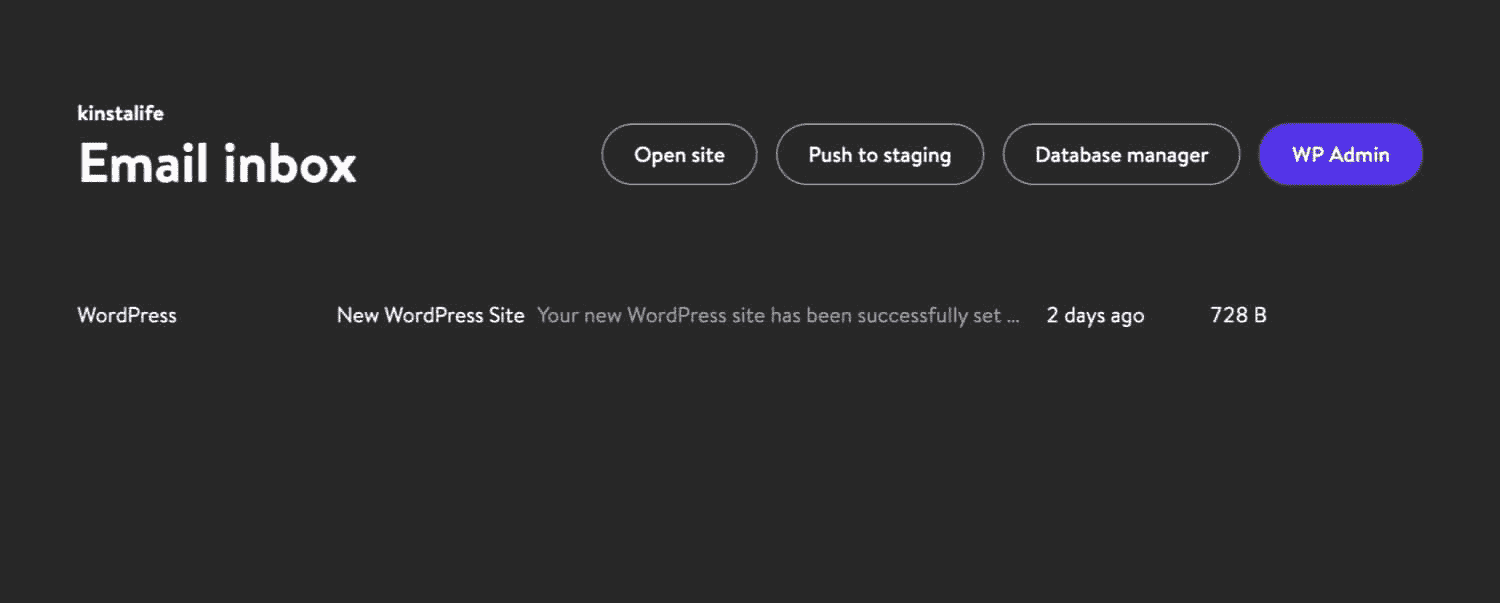 kinstalife
Email inbox
Open site
Push to staging
Database manager
WP Admin
WordPress New WordPress Site Your new WordPress site has been successfully set ... 2 days ago 728 B